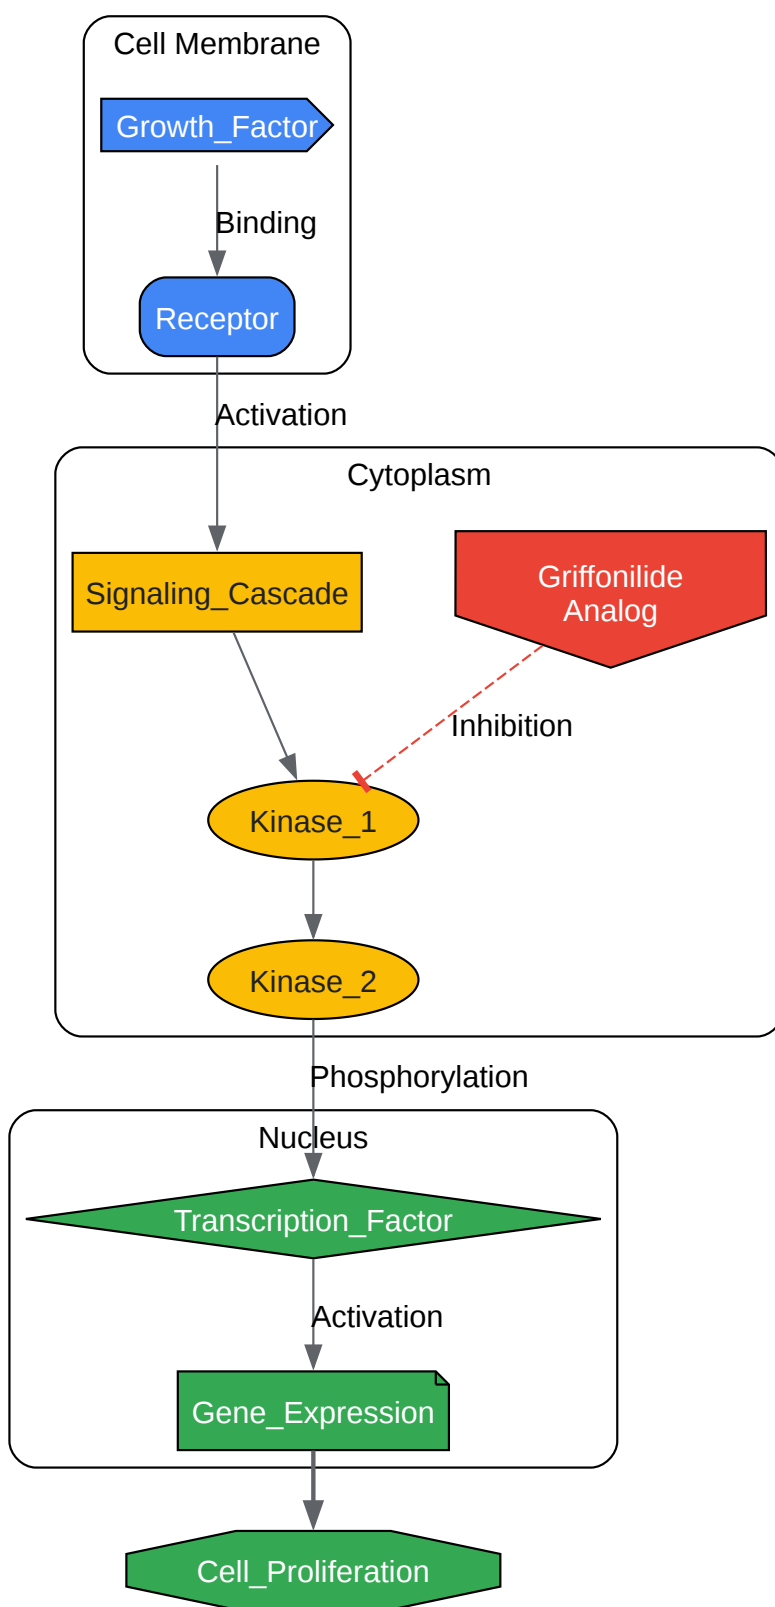 Cell Membrane
Growth_Factor
Binding
Receptor
Activation
Cytoplasm
Signaling_Cascade
Griffonilide
Analog
Inhibition
Kinase_1
Kinase_2
Phosphorylation
Nucleus
Transcription_Factor
Activation
Gene_Expression
Cell_Proliferation